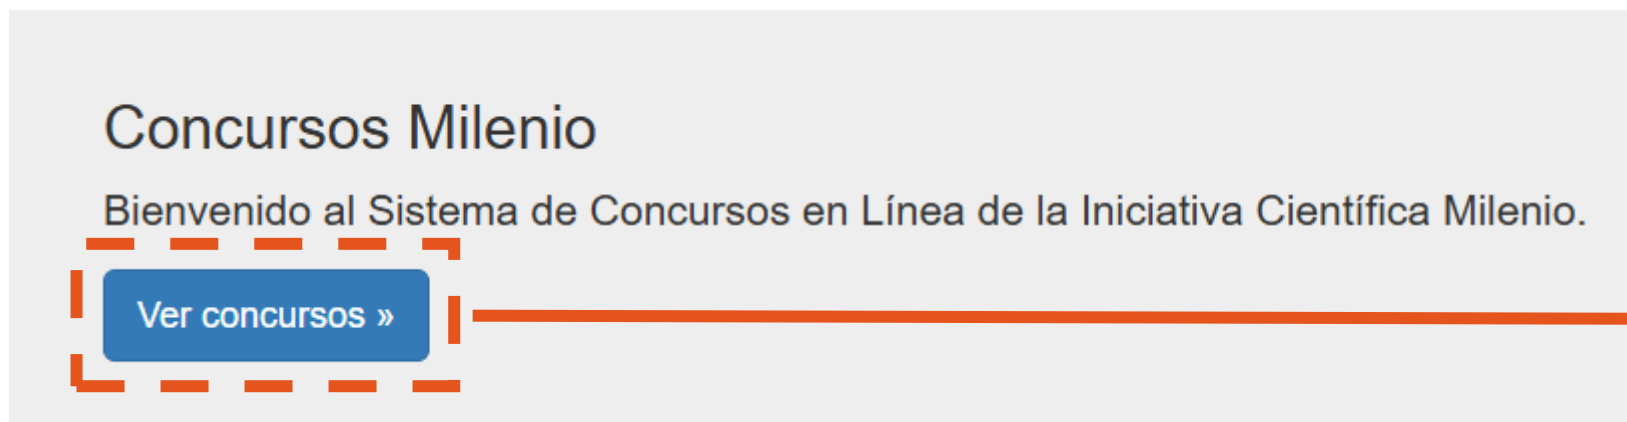 Concursos Milenio
Bienvenido al Sistema de Concursos en Línea de la Iniciativa Científica Milenio.
Ver concursos »